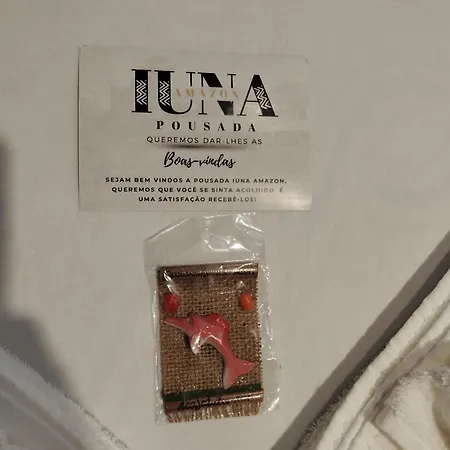 IUNA
AMAZON
POUSADA
QUEREMOS DAR-LHES AS
Boas-vindas
SEJAM BEM VINDOS A POUSADA IUNA AMAZON,
QUEREMOS QUE VOCÊ SE SINTA ACOLHIDO. É
UMA SATISFAÇÃO RECEBÊ-LOS!